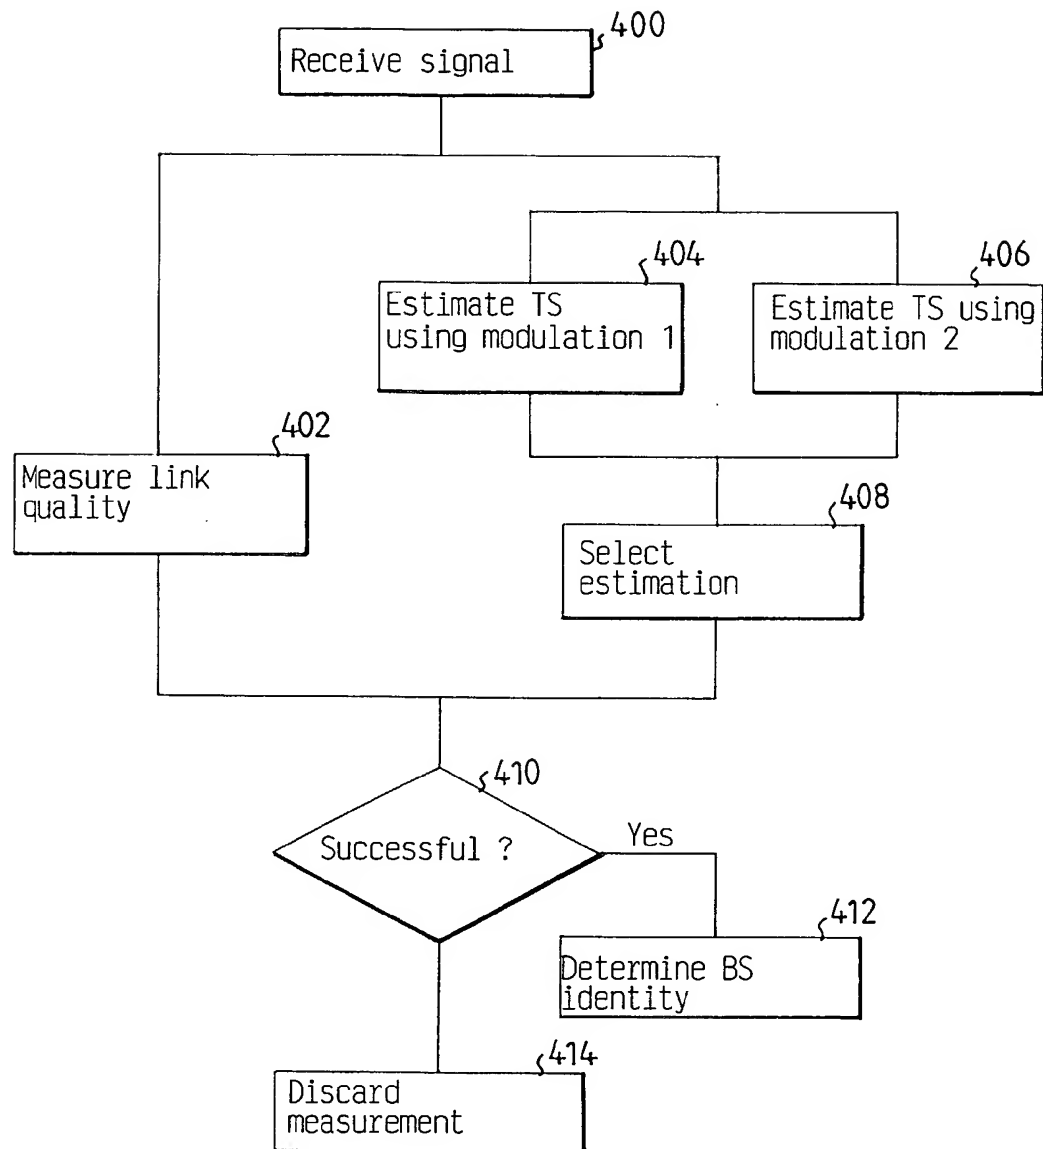 400
Receive signal
404
406
Estimate TS
using modulation 1
Estimate TS using
modulation 2
402
Measure link
quality
408
Select
estimation
410
Successful ?
Yes
412
Determine BS
identity
414
Discard
measurement